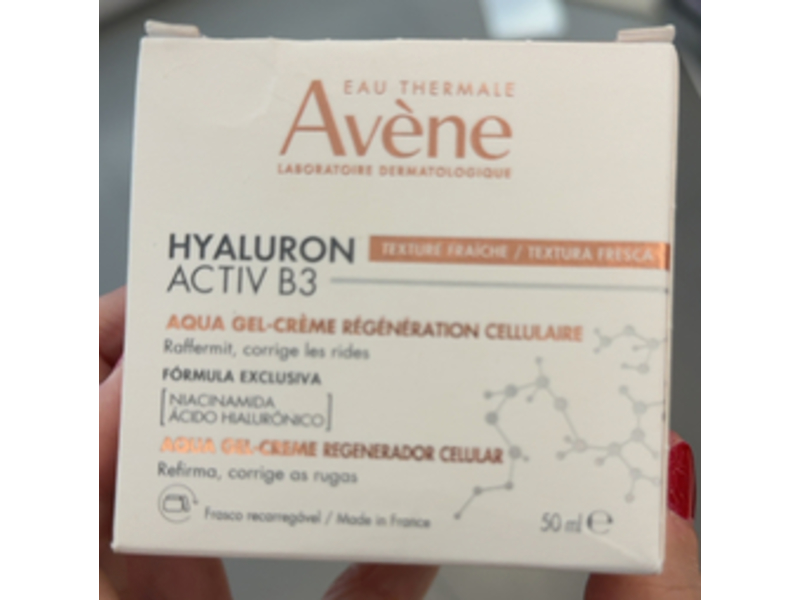 EAU THERMALE
Avène
LABORATOIRE DERMATOLOGIQUE
HYALURON
ACTIV B3
TEXTURE FRAÎCHE / TEXTURA FRESCA
AQUA GEL-CRÈME RÉGÉNÉRATION CELLULAIRE
Raffermit, corrige les rides
FÓRMULA EXCLUSIVA
[NIACINAMIDA
ÁCIDO HIALURÓNICO]
AQUA GEL-CREME REGENERADOR CELULAR
Refirma, corrige as rugas
Frasco recarregável / Made in France
50 ml ℮